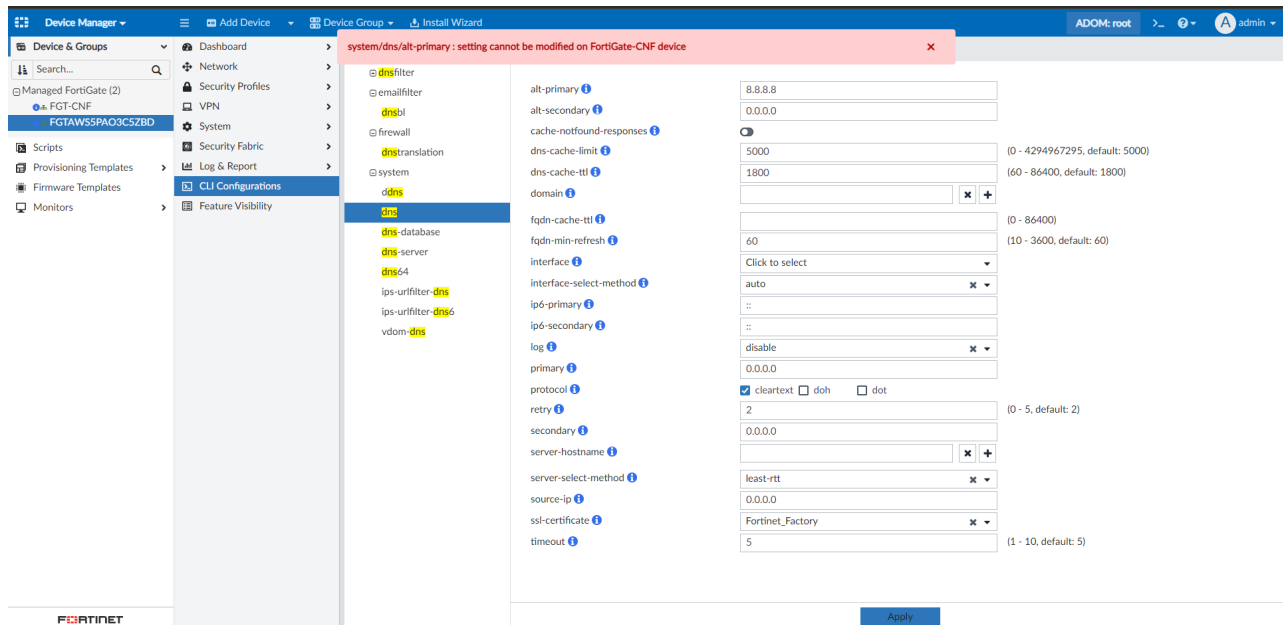 Device Manager
Add Device
Device Group
Install Wizard
ADOM: root
>_
?
A admin
Device & Groups
Search...
Managed FortiGate (2)
FGT-CNF
FGTAWS5PAO3C5ZBD
Scripts
Provisioning Templates
Firmware Templates
Monitors
FORTINET
Dashboard
Network
Security Profiles
VPN
System
Security Fabric
Log & Report
CLI Configurations
Feature Visibility
system/dns/alt-primary : setting cannot be modified on FortiGate-CNF device
dnsfilter
emailfilter
dnsbl
firewall
dnstranslation
system
ddns
dns
dns-database
dns-server
dns64
ips-urlfilter-dns
ips-urlfilter-dns6
vdom-dns
alt-primary 8.8.8.8
alt-secondary 0.0.0.0
cache-notfound-responses
dns-cache-limit 5000 (0 - 4294967295, default: 5000)
dns-cache-ttl 1800 (60 - 86400, default: 1800)
domain
fqdn-cache-ttl (0 - 86400)
fqdn-min-refresh 60 (10 - 3600, default: 60)
interface Click to select
interface-select-method auto
ip6-primary ::
ip6-secondary ::
log disable
primary 0.0.0.0
protocol cleartext doh dot
retry 2 (0 - 5, default: 2)
secondary 0.0.0.0
server-hostname
server-select-method least-rtt
source-ip 0.0.0.0
ssl-certificate Fortinet_Factory
timeout 5 (1 - 10, default: 5)
Apply